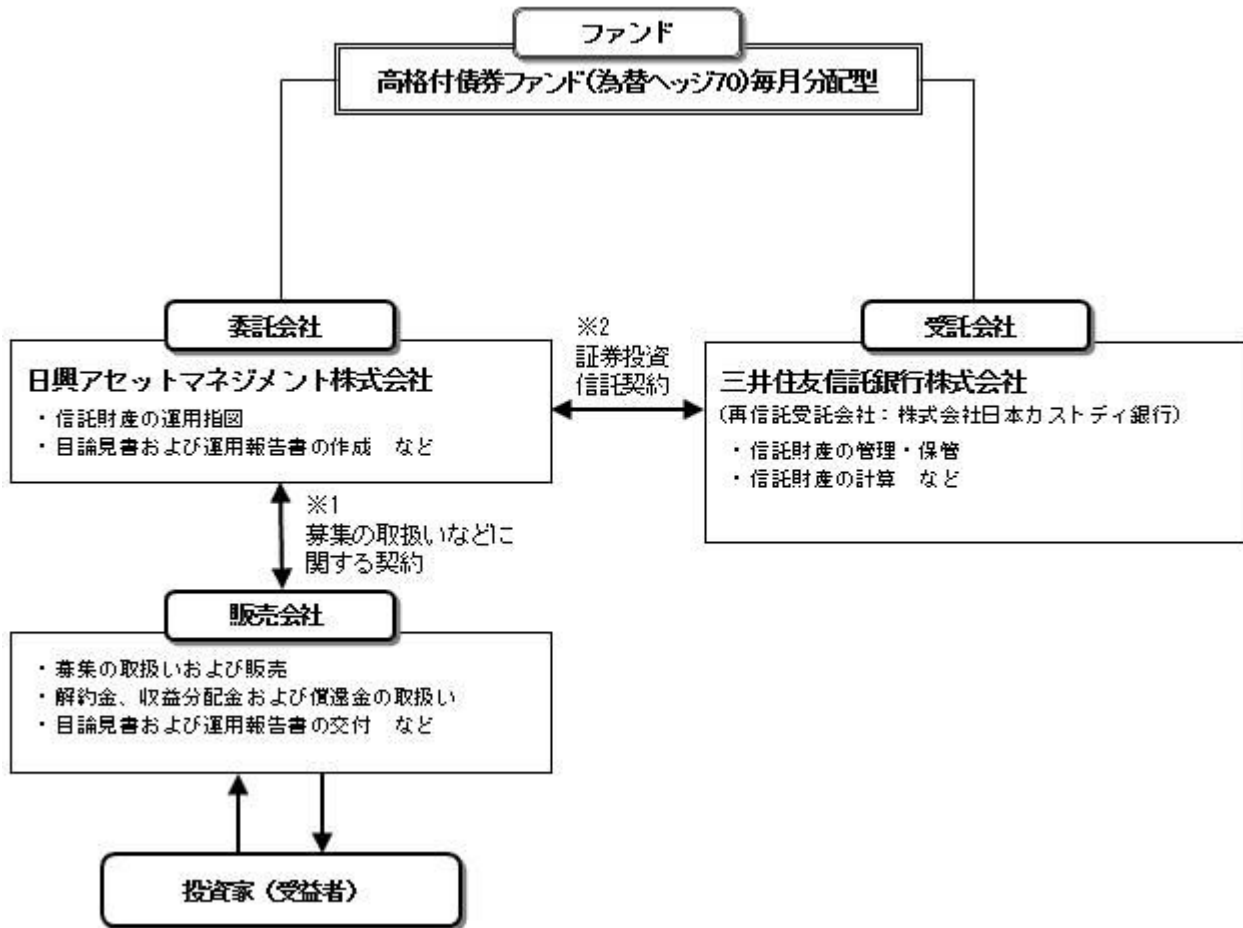 ファンド
高格付債券ファンド(為替ヘッジ70)毎月分配型
委託会社
日興アセットマネジメント株式会社
・信託財産の運用指図
・目論見書および運用報告書の作成　など
※2
証券投資
信託契約
受託会社
三井住友信託銀行株式会社
(再信託受託会社：株式会社日本カストディ銀行)
・信託財産の管理・保管
・信託財産の計算　など
※1
募集の取扱いなどに
関する契約
販売会社
・募集の取扱いおよび販売
・解約金、収益分配金および償還金の取扱い
・目論見書および運用報告書の交付　など
投資家（受益者）